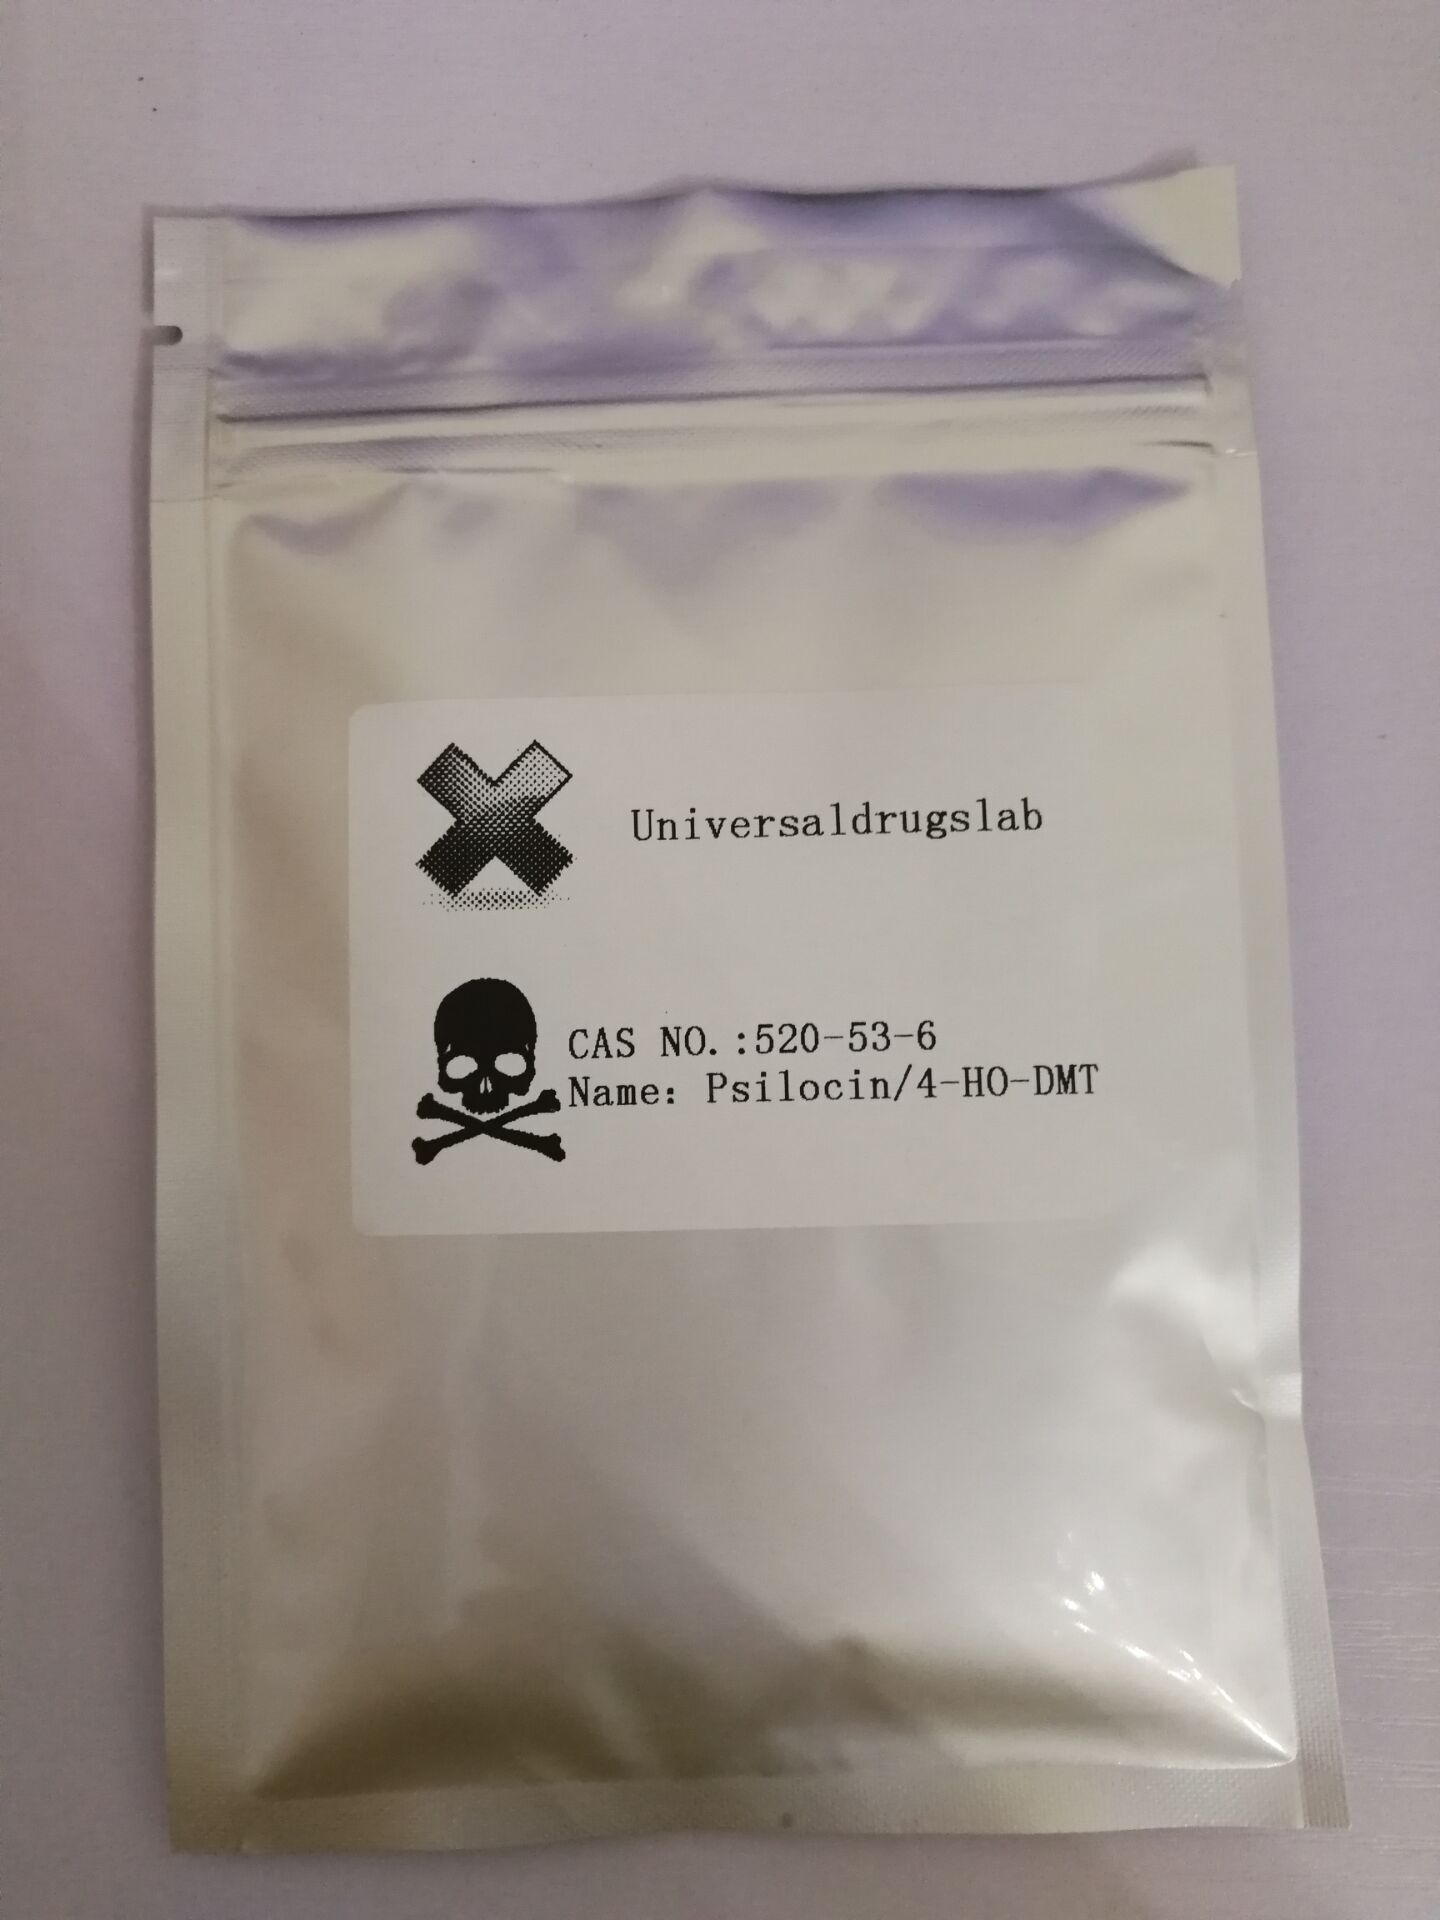 Universaldrugslab
CAS NO.:520-53-6
Name: Psilocin/4-HO-DMT